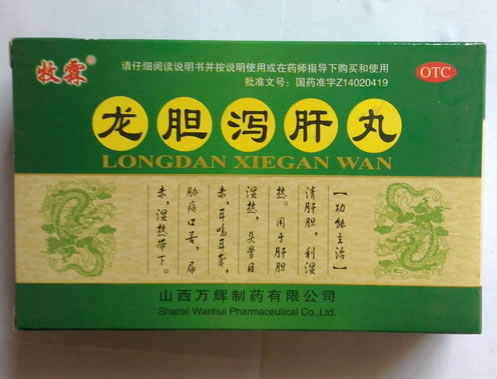 牧霖®
请仔细阅读说明书并按说明使用或在药师指导下购买和使用
批准文号：国药准字Z14020419
OTC
龙胆泻肝丸
LONGDAN XIEGAN WAN
【功能主治】
清肝胆，利湿
热。用于肝胆
湿热，头晕目
赤，耳鸣耳聋，
胁痛口苦，尿
赤，湿热带下。
山西万辉制药有限公司
Shanxi Wanhui Pharmaceutical Co.,Ltd.